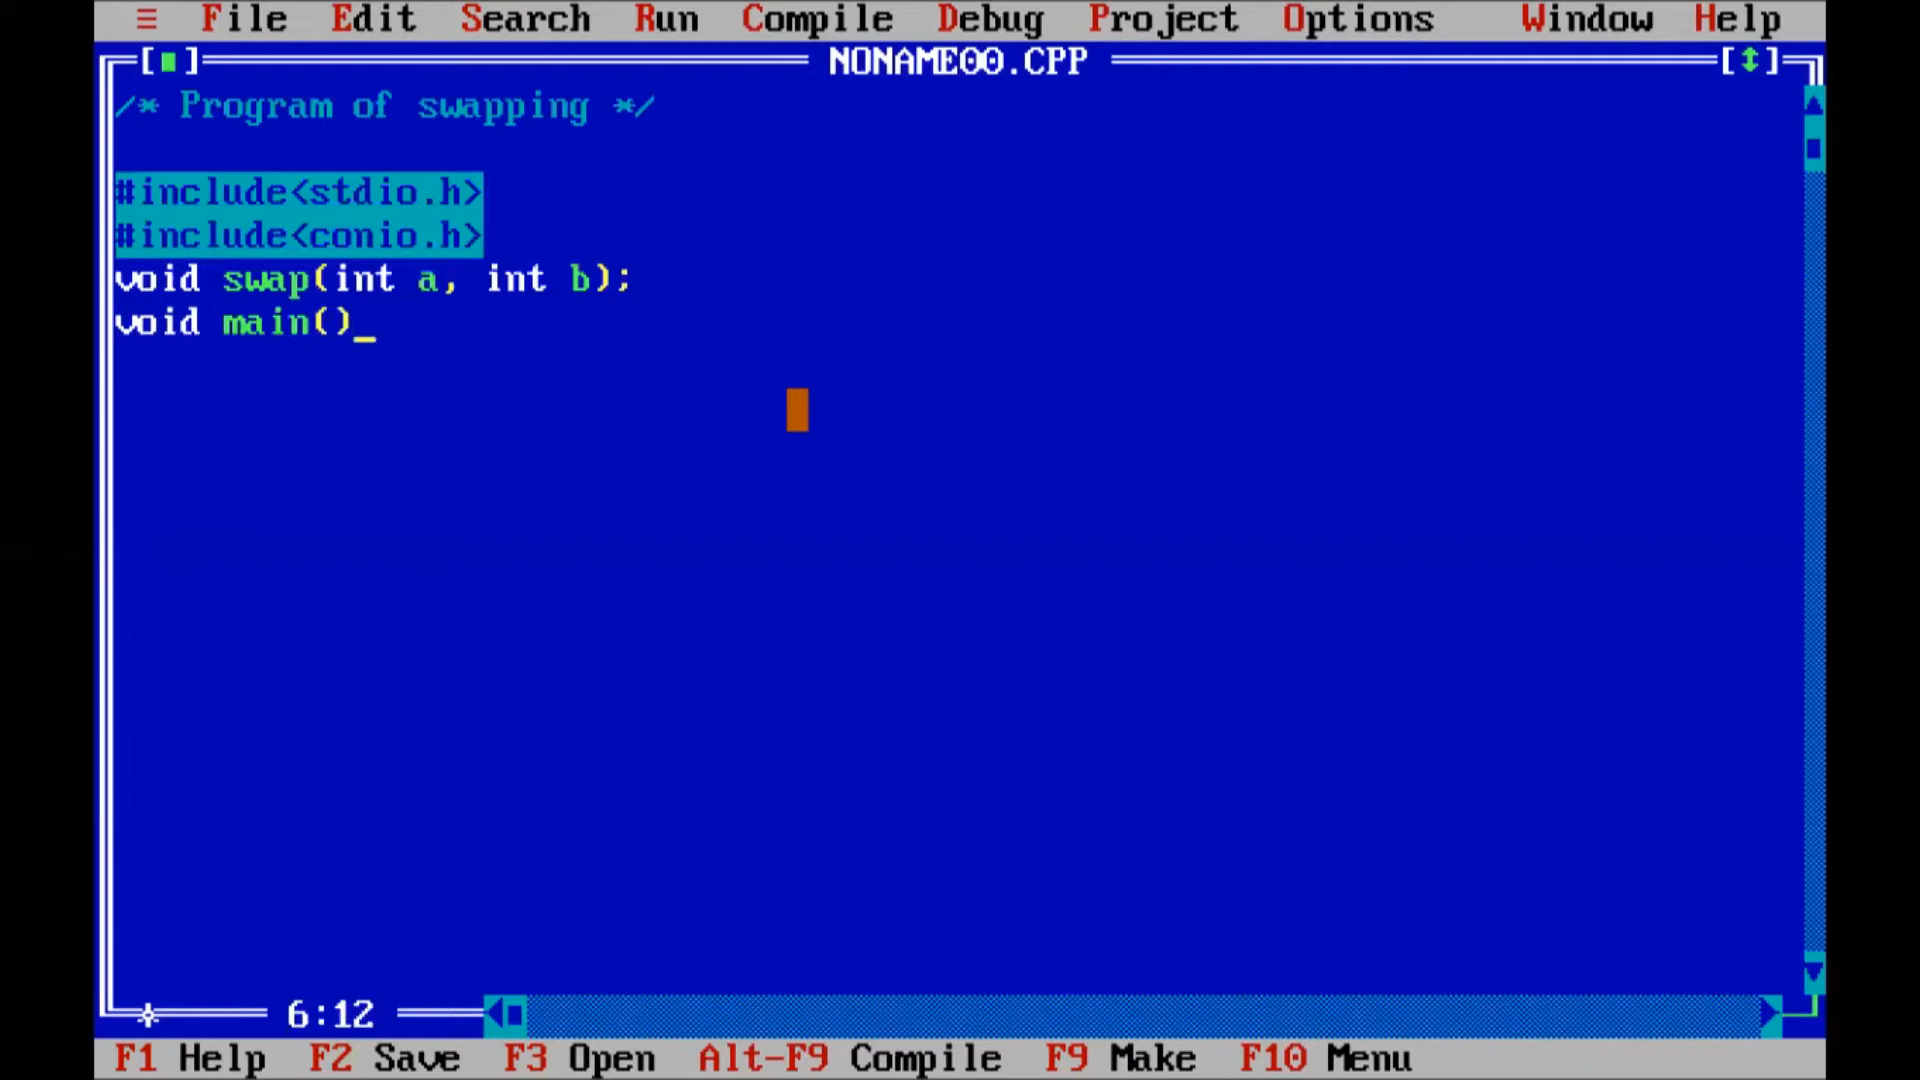 ≡ File Edit Search Run Compile Debug Project Options Window Help
[■] NONAME00.CPP [↕]
/* Program of swapping */
#include<stdio.h>
#include<conio.h>
void swap(int a, int b);
void main()_
6:12
F1 Help F2 Save F3 Open Alt-F9 Compile F9 Make F10 Menu